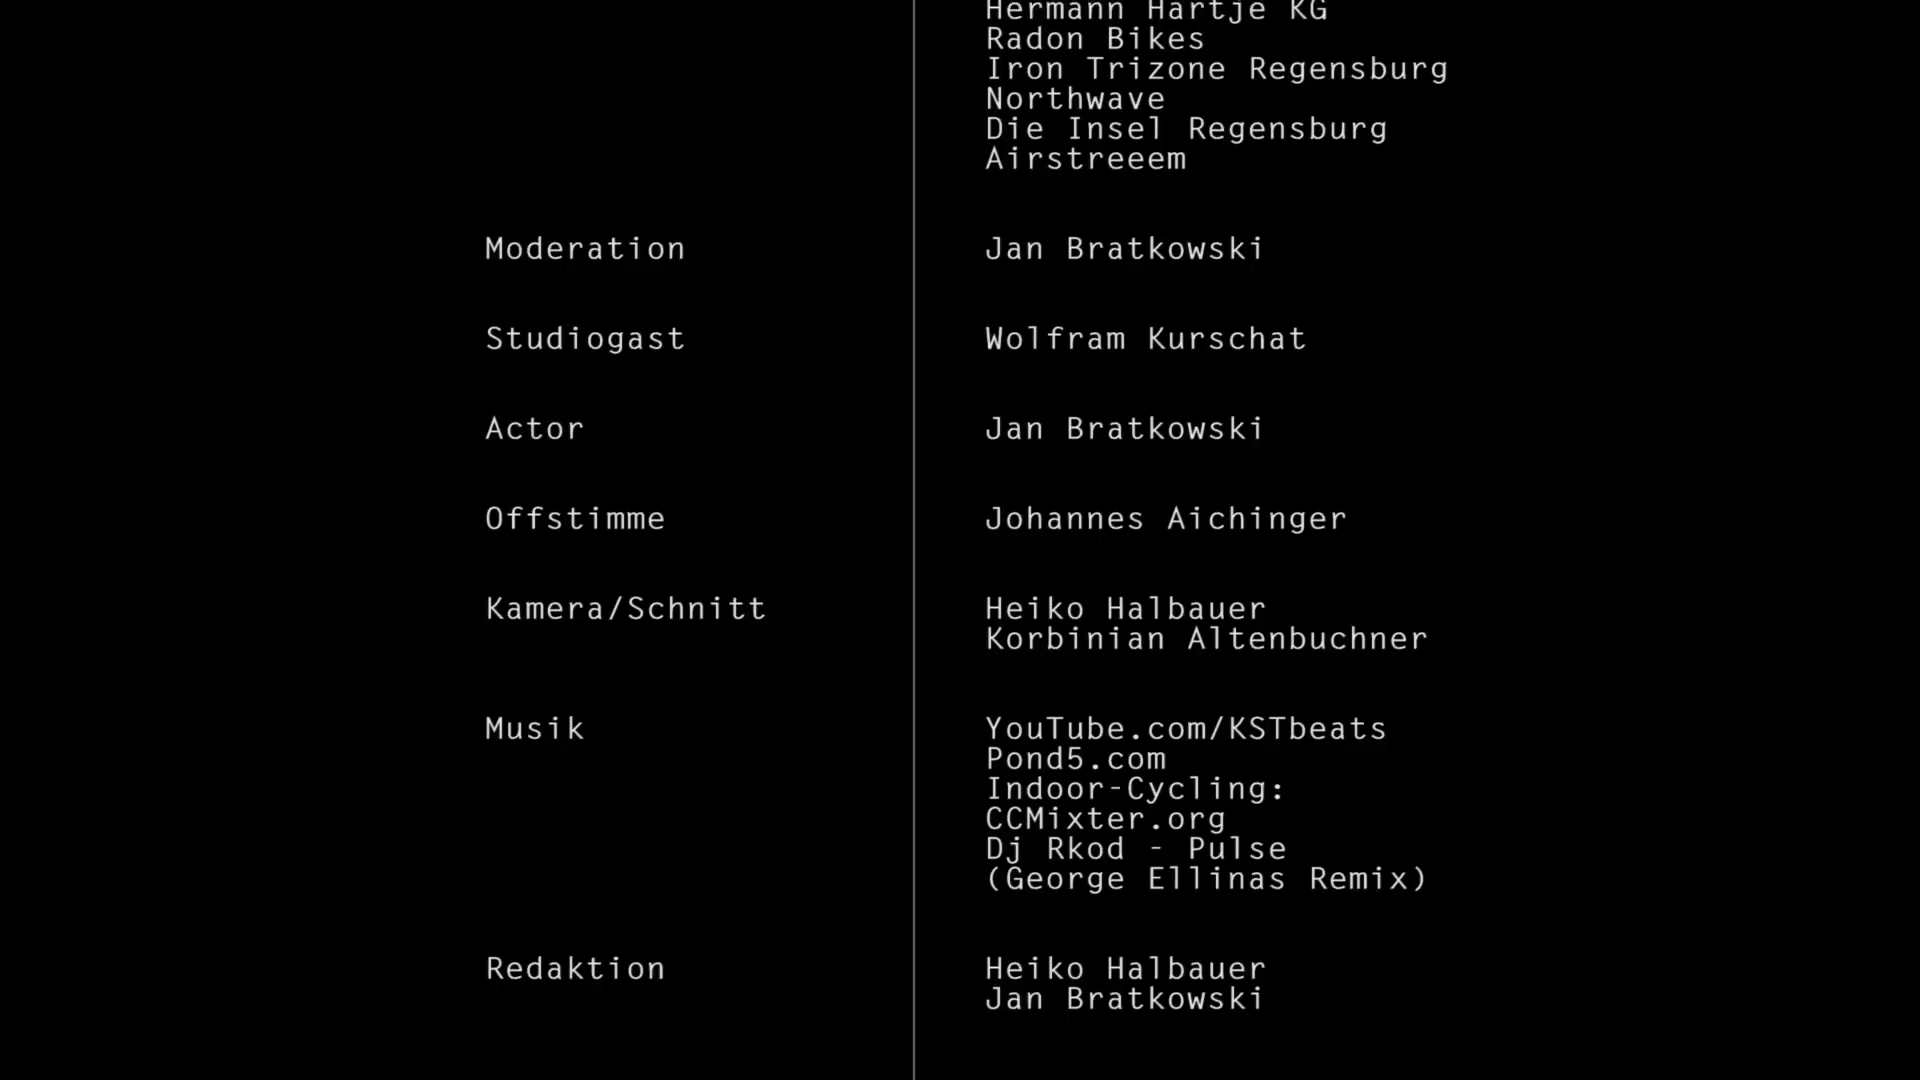 Hermann Hartje KG
Radon Bikes
Iron Trizone Regensburg
Northwave
Die Insel Regensburg
Airstreeem
Moderation Jan Bratkowski
Studiogast Wolfram Kurschat
Actor Jan Bratkowski
Offstimme Johannes Aichinger
Kamera/Schnitt Heiko Halbauer
Korbinian Altenbuchner
Musik YouTube.com/KSTbeats
Pond5.com
Indoor-Cycling:
CCMixter.org
Dj Rkod - Pulse
(George Ellinas Remix)
Redaktion Heiko Halbauer
Jan Bratkowski